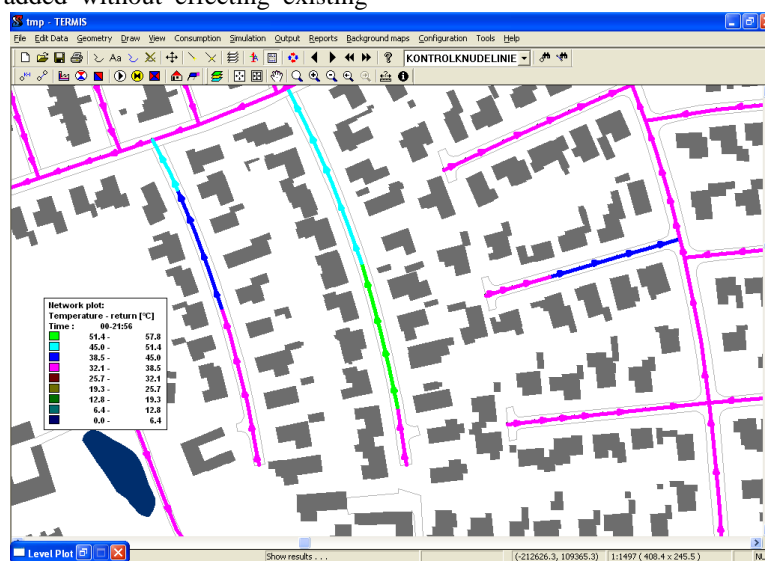 added without effecting existing
tmp - TERMIS
File Edit Data Geometry Draw View Consumption Simulation Output Reports Background maps Configuration Tools Help
Aa KONTROLKNUDELINIE
Network plot:
Temperature - return [°C]
Time : 00-21:56
51.4 - 57.8
45.0 - 51.4
38.5 - 45.0
32.1 - 38.5
25.7 - 32.1
19.3 - 25.7
12.8 - 19.3
6.4 - 12.8
0.0 - 6.4
Level Plot
Show results . . . (-212626.3, 109365.3) 1:1497 ( 408.4 x 245.5 ) NU